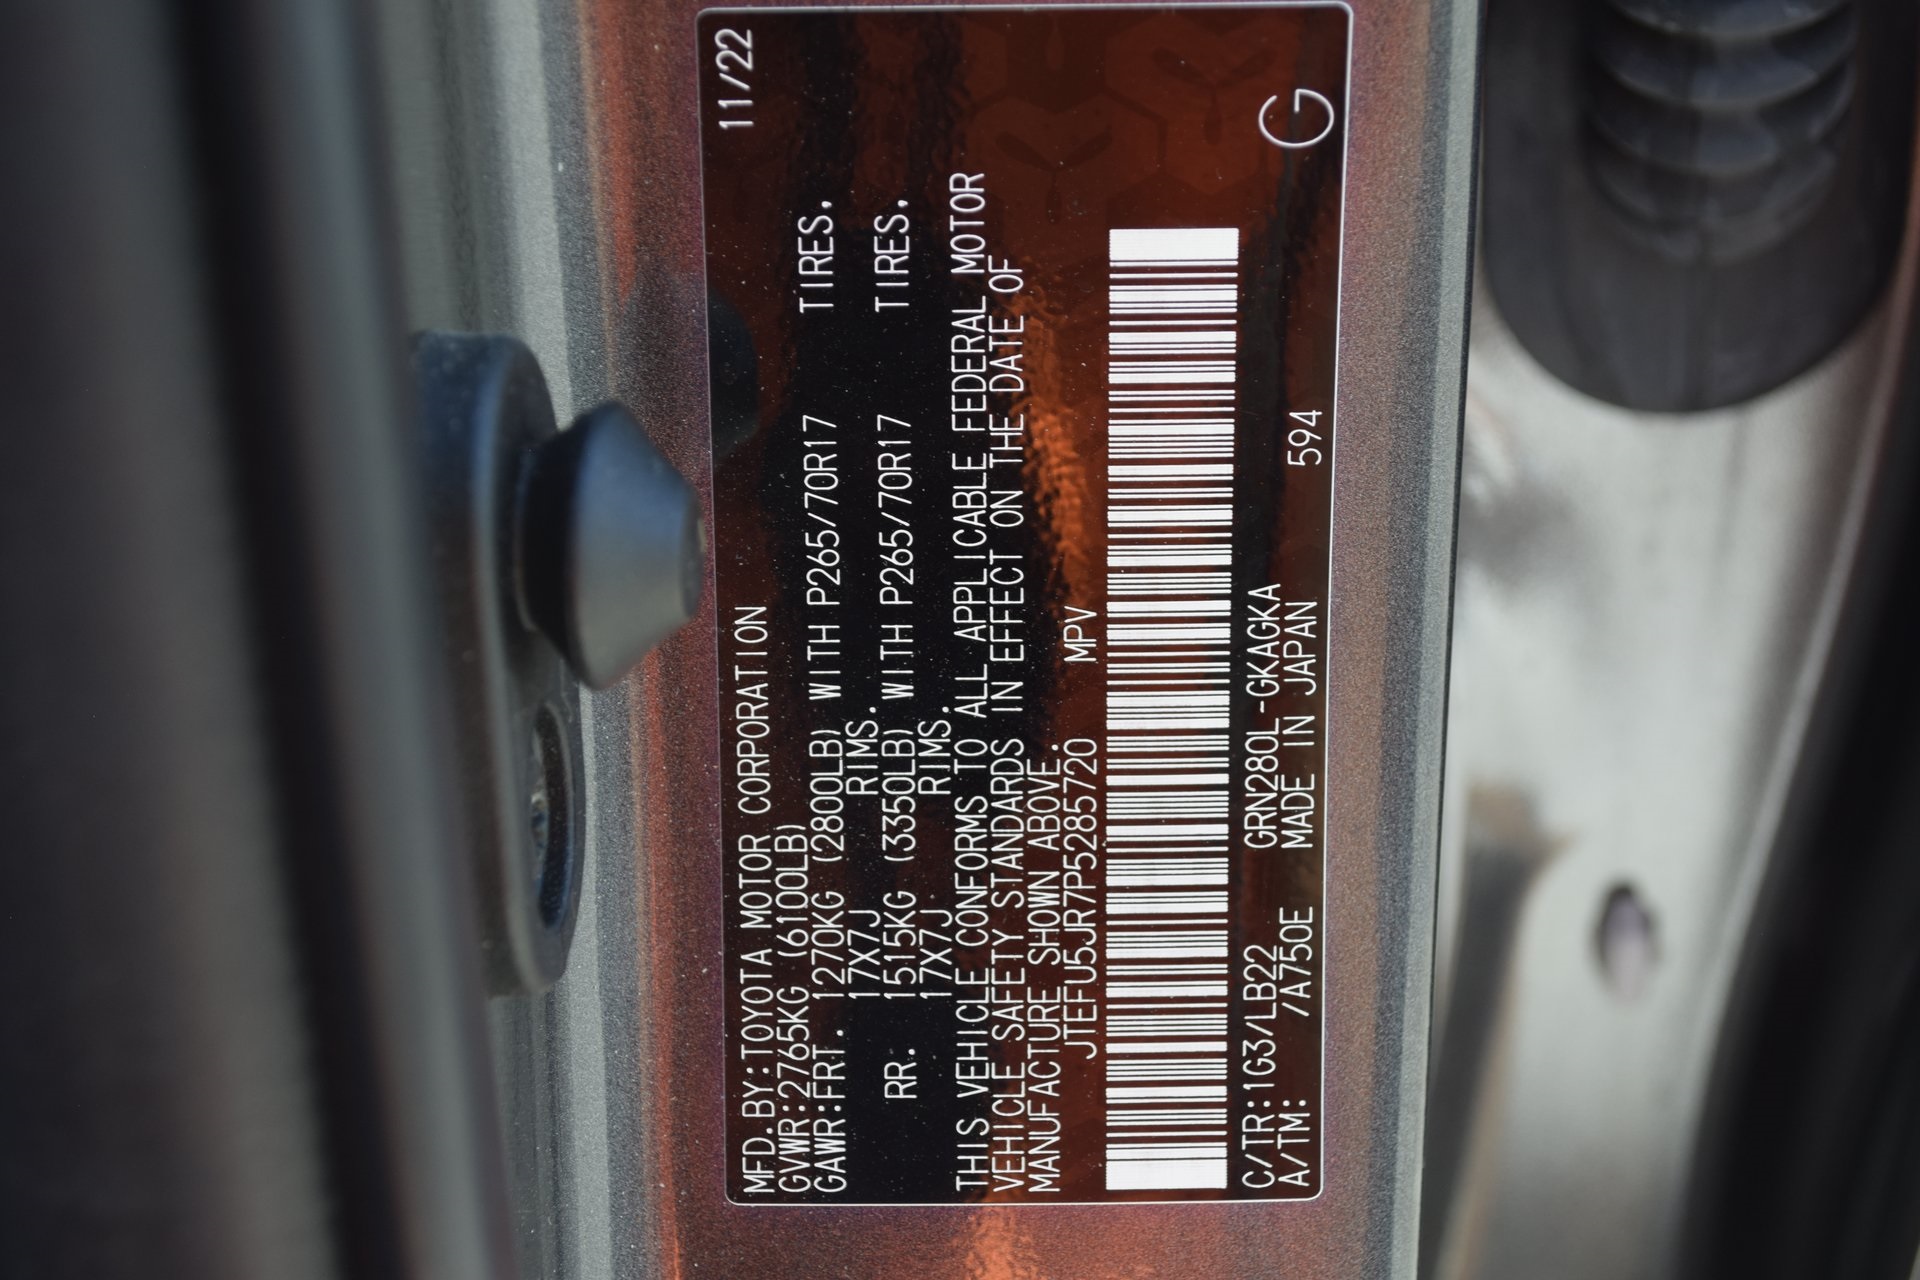 MFD.BY:TOYOTA MOTOR CORPORATION 11/22
GVWR:2765KG (6100LB)
GAWR:FRT. 1270KG (2800LB) WITH P265/70R17 TIRES.
17X7J RIMS.
RR. 1515KG (3350LB) WITH P265/70R17 TIRES.
17X7J RIMS.
THIS VEHICLE CONFORMS TO ALL APPLICABLE FEDERAL MOTOR
VEHICLE SAFETY STANDARDS IN EFFECT ON THE DATE OF
MANUFACTURE SHOWN ABOVE.
JTEFU5JR7P5285720 MPV
C/TR:1G3/LB22 GRN280L-GKAGKA
A/TM: /A750E MADE IN JAPAN 594
G